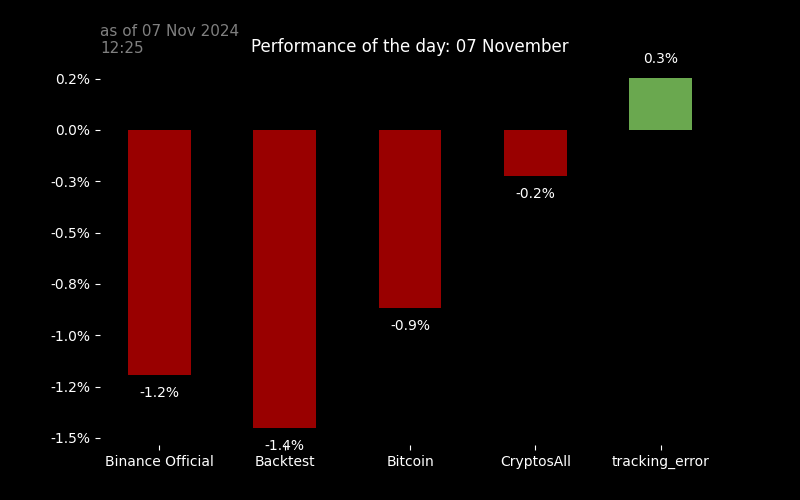 as of 07 Nov 2024
12:25
Performance of the day: 07 November
0.3%
0.2%
0.0%
-0.3%
-0.2%
-0.5%
-0.8%
-0.9%
-1.0%
-1.2%
-1.2%
-1.5%
-1.4%
Binance Official
Backtest
Bitcoin
CryptosAll
tracking_error